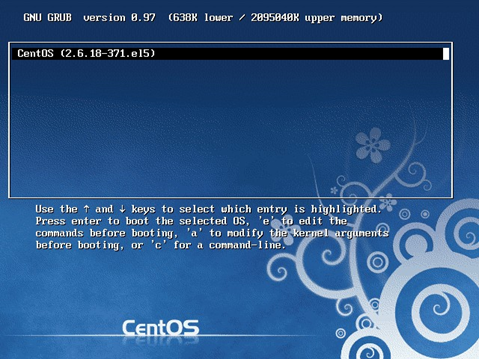 GNU GRUB  version 0.97  (638K lower / 2095040K upper memory)
CentOS (2.6.18-371.el5)
Use the ↑ and ↓ keys to select which entry is highlighted.
Press enter to boot the selected OS, 'e' to edit the
commands before booting, 'a' to modify the kernel arguments
before booting, or 'c' for a command-line.
CentOS